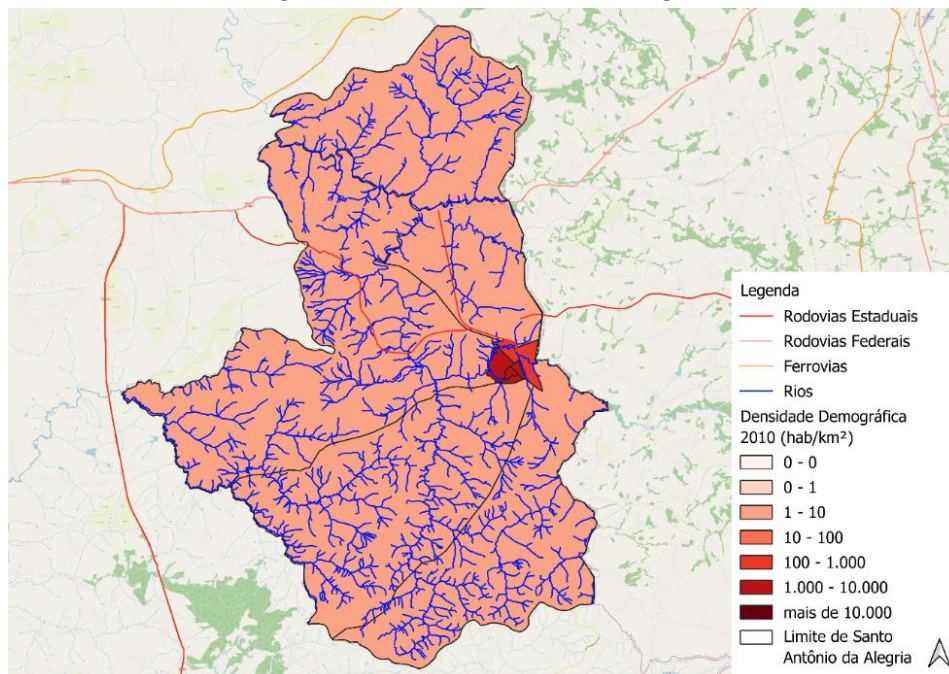 Legenda
Rodovias Estaduais
Rodovias Federais
Ferrovias
Rios
Densidade Demográfica
2010 (hab/km²)
0 - 0
0 - 1
1 - 10
10 - 100
100 - 1.000
1.000 - 10.000
mais de 10.000
Limite de Santo
Antônio da Alegria